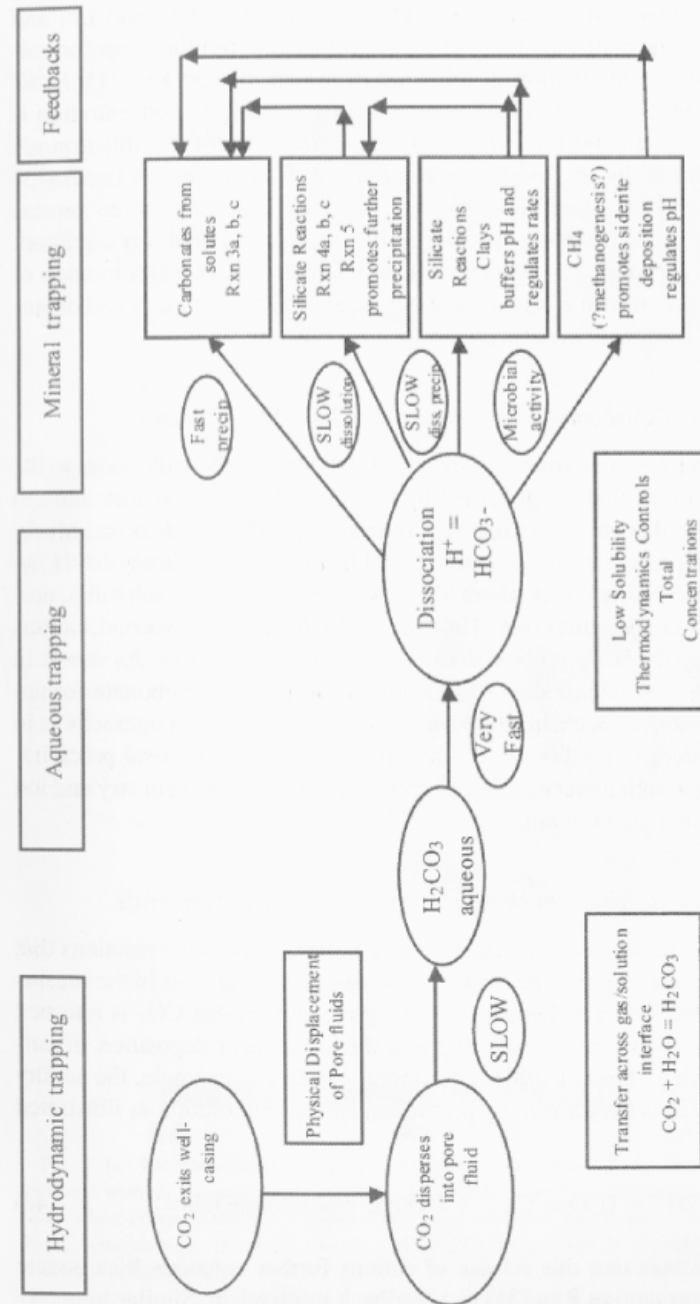 Hydrodynamic trapping
Aqueous trapping
Mineral trapping
Feedbacks
CO₂ exits well-
casing
Physical Displacement
of Pore fluids
CO₂ disperses
into pore
fluid
SLOW
Transfer across gas/solution
interface
CO₂ + H₂O = H₂CO₃
H₂CO₃
aqueous
Very
Fast
Dissociation
H⁺ =
HCO₃-
Low Solubility
Thermodynamics Controls
Total
Concentrations
Fast
precip
SLOW
dissolution
SLOW
diss. precip
Microbial
activity
Carbonates from
solutes
Rxn 3a, b, c
Silicate Reactions
Rxn 4a, b, c
Rxn 5
promotes further
precipitation
Silicate
Reactions
Clays
buffers pH and
regulates rates
CH₄
(?methanogenesis?)
promotes siderite
deposition
regulates pH